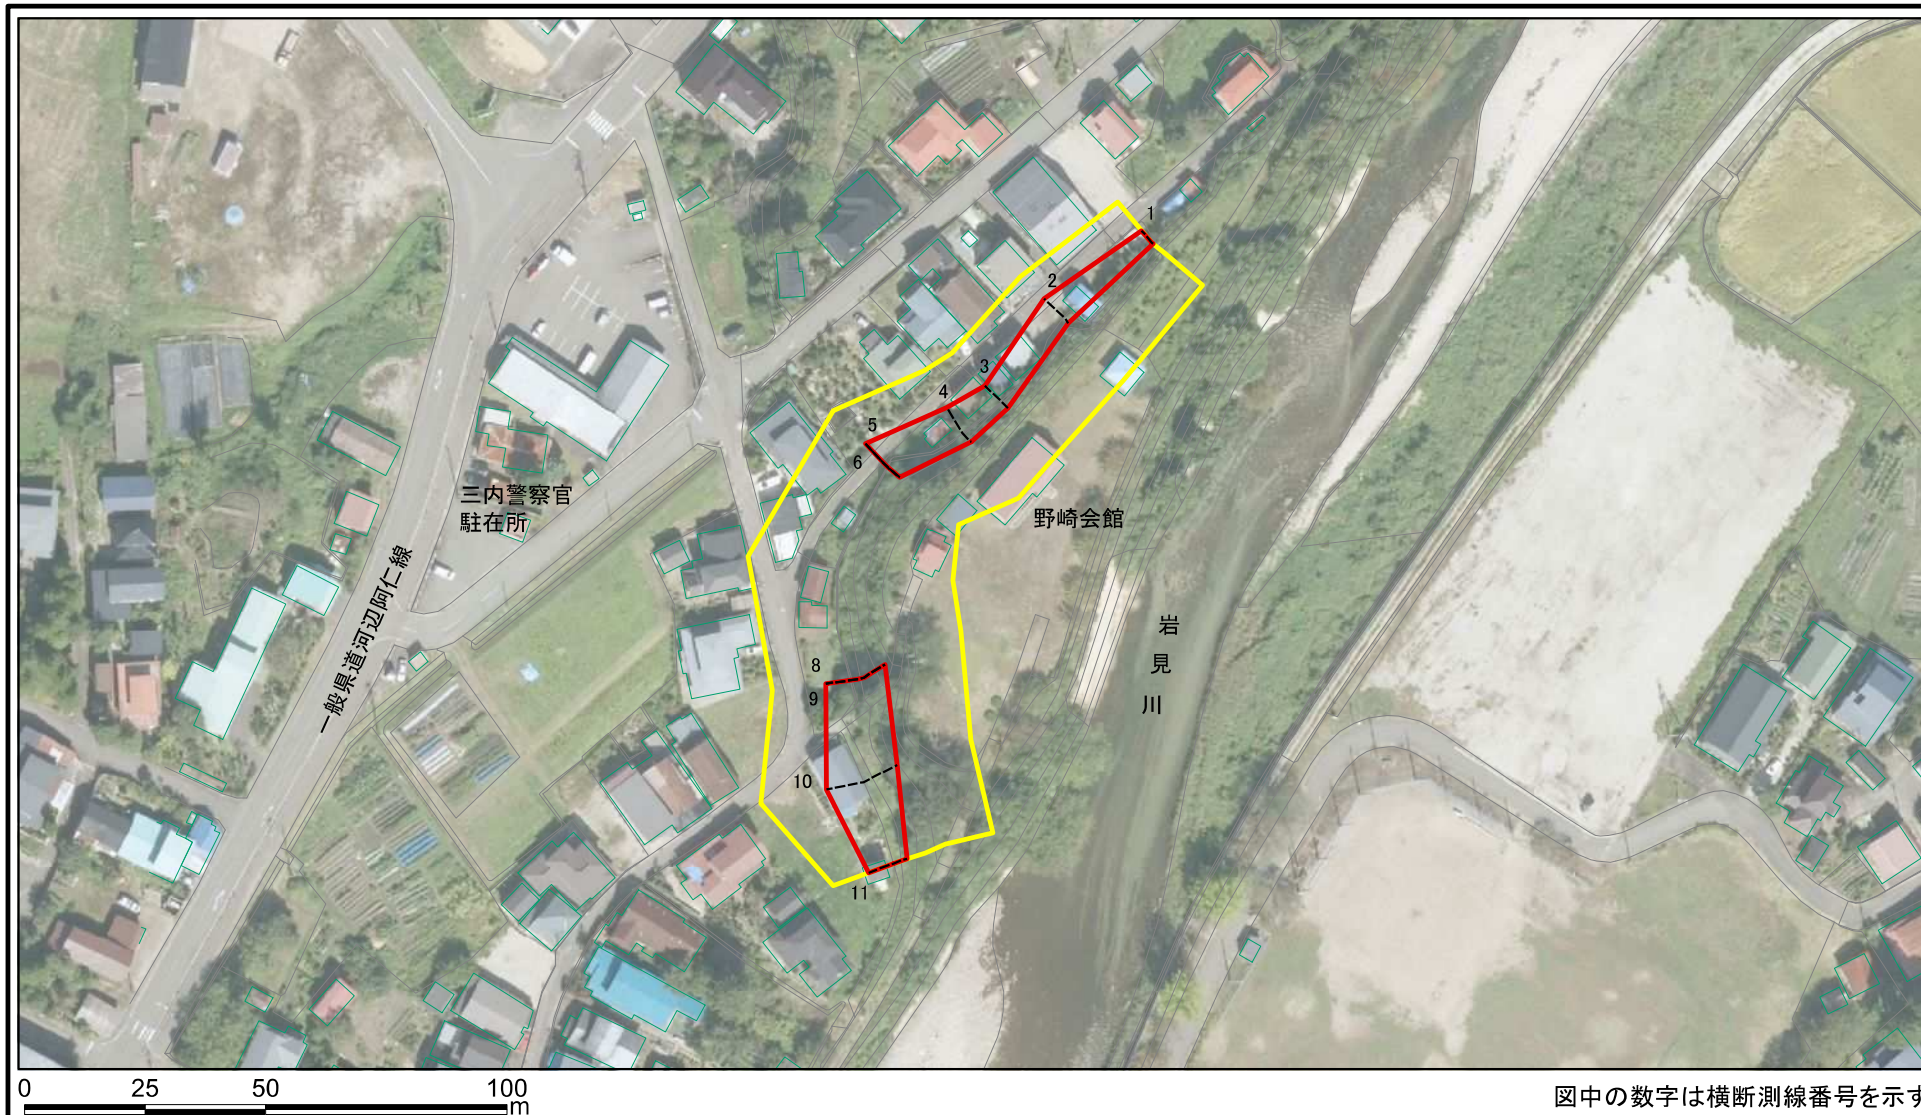 1
2
3
4
5
6
三内警察官
駐在所
野崎会館
一般県道河辺阿仁線
岩
見
川
8
9
10
11
0 25 50 100
m
図中の数字は横断測線番号を示す